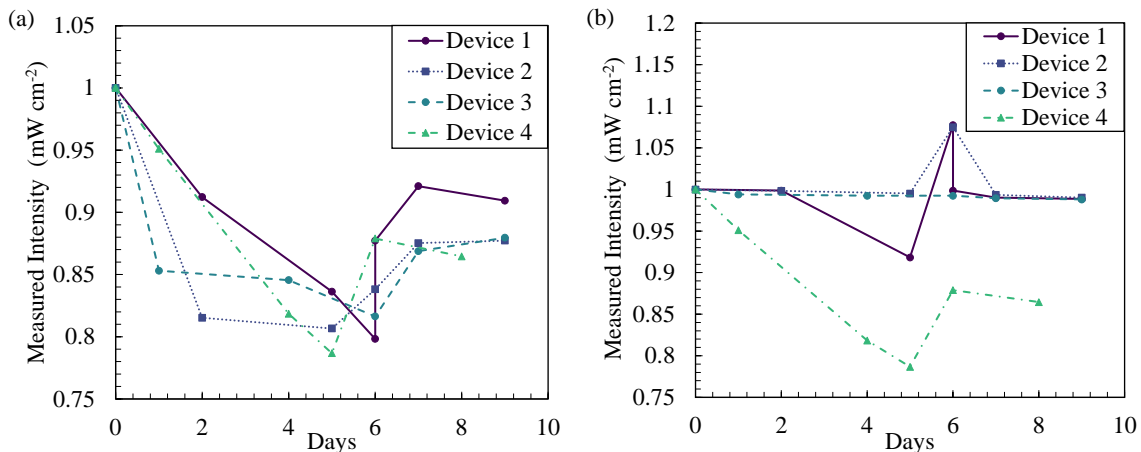 (a)
Measured Intensity (mW cm-2)
1.05
1
0.95
0.9
0.85
0.8
0.75
0
2
4
6
8
10
Days
Device 1
Device 2
Device 3
Device 4
(b)
Measured Intensity (mW cm-2)
1.2
1.15
1.1
1.05
1
0.95
0.9
0.85
0.8
0.75
0
2
4
6
8
10
Days
Device 1
Device 2
Device 3
Device 4